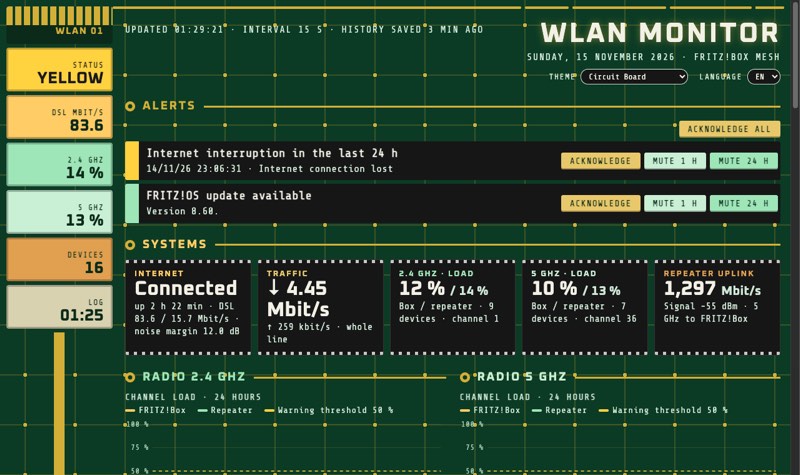 WLAN 01
STATUS
YELLOW
DSL MBIT/S
83.6
2.4 GHZ
14 %
5 GHZ
13 %
DEVICES
16
LOG
01:25
UPDATED 01:29:21 · INTERVAL 15 S · HISTORY SAVED 3 MIN AGO
WLAN MONITOR
SUNDAY, 15 NOVEMBER 2026 · FRITZ!BOX MESH
THEME Circuit Board LANGUAGE EN
ALERTS
ACKNOWLEDGE ALL
Internet interruption in the last 24 h
14/11/26 23:06:31 · Internet connection lost
ACKNOWLEDGE MUTE 1 H MUTE 24 H
FRITZ!OS update available
Version 8.60.
ACKNOWLEDGE MUTE 1 H MUTE 24 H
SYSTEMS
INTERNET
Connected
up 2 h 22 min · DSL
83.6 / 15.7 Mbit/s ·
noise margin 12.0 dB
TRAFFIC
↓ 4.45
Mbit/s
↑ 259 kbit/s · whole
line
2.4 GHZ · LOAD
12 % / 14 %
Box / repeater · 9
devices · channel 1
5 GHZ · LOAD
10 % / 13 %
Box / repeater · 7
devices · channel 36
REPEATER UPLINK
1,297 Mbit/s
Signal -55 dBm · 5
GHz to FRITZ!Box
RADIO 2.4 GHZ
CHANNEL LOAD · 24 HOURS
FRITZ!Box Repeater Warning threshold 50 %
100 %
75 %
50 %
RADIO 5 GHZ
CHANNEL LOAD · 24 HOURS
FRITZ!Box Repeater Warning threshold 50 %
100 %
75 %
50 %